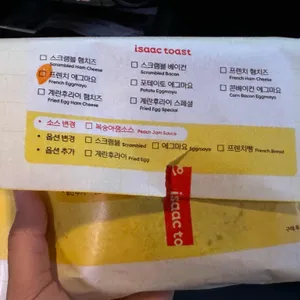 isaac toast
□ 스크램블 햄치즈 Scrambled Ham Cheese
□ 스크램블 베이컨 Scrambled Bacon
□ 프렌치 햄치즈 French Ham Cheese
프렌치 에그마요 French Eggmayo
□ 포테이토 에그마요 Potato Eggmayo
□ 콘베이컨 에그마요 Corn Bacon Eggmayo
□ 계란후라이 햄치즈 Fried Egg Ham Cheese
□ 계란후라이 스페셜 Fried Egg Special
• 소스 변경 □ 복숭아잼소스 Peach Jam Sauce
• 옵션 변경 □ 스크램블 Scrambled □ 에그마요 Eggmayo □ 프렌치빵 French Bread
• 옵션 추가 □ 계란후라이 Fried Egg
isaac to